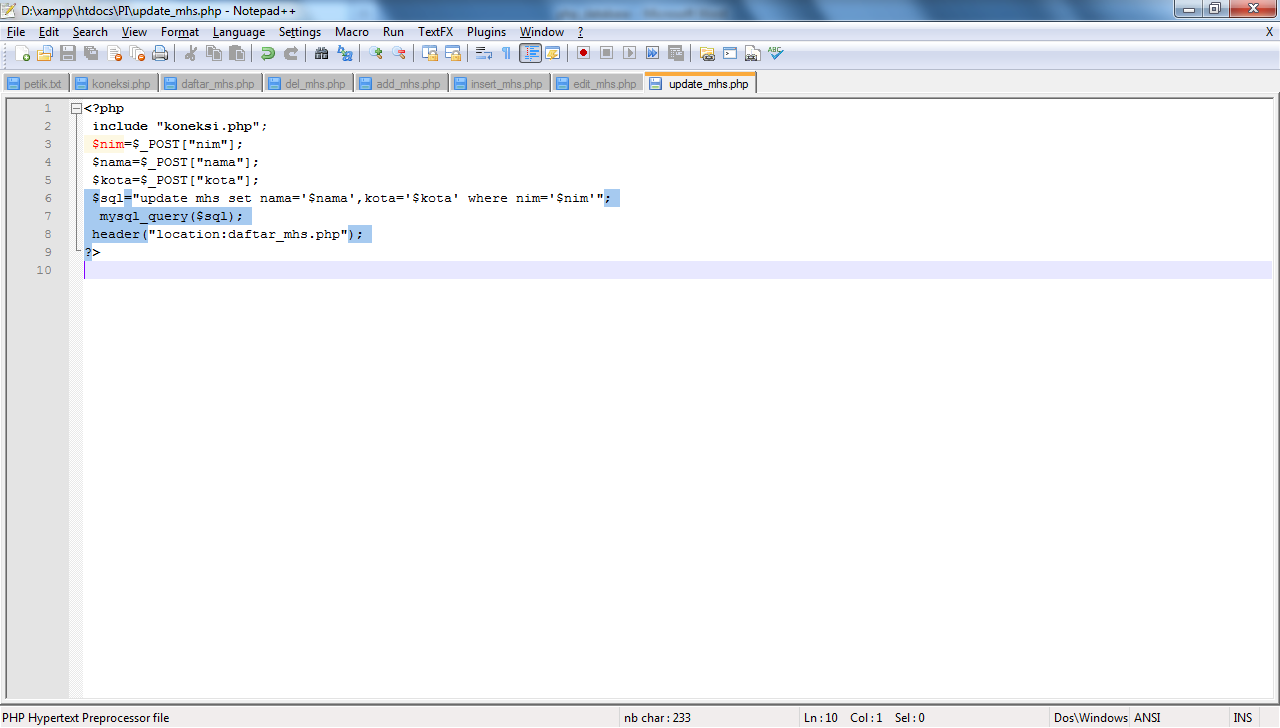 D:\xampp\htdocs\PI\update_mhs.php - Notepad++
File Edit Search View Format Language Settings Macro Run TextFX Plugins Window ? X
petik.txt koneksi.php daftar_mhs.php del_mhs.php add_mhs.php insert_mhs.php edit_mhs.php update_mhs.php
1 <?php
2 include "koneksi.php";
3 $nim=$_POST["nim"];
4 $nama=$_POST["nama"];
5 $kota=$_POST["kota"];
6 $sql="update mhs set nama='$nama',kota='$kota' where nim='$nim'";
7 mysql_query($sql);
8 header("location:daftar_mhs.php");
9 ?>
10
PHP Hypertext Preprocessor file nb char : 233 Ln : 10 Col : 1 Sel : 0 Dos\Windows ANSI INS